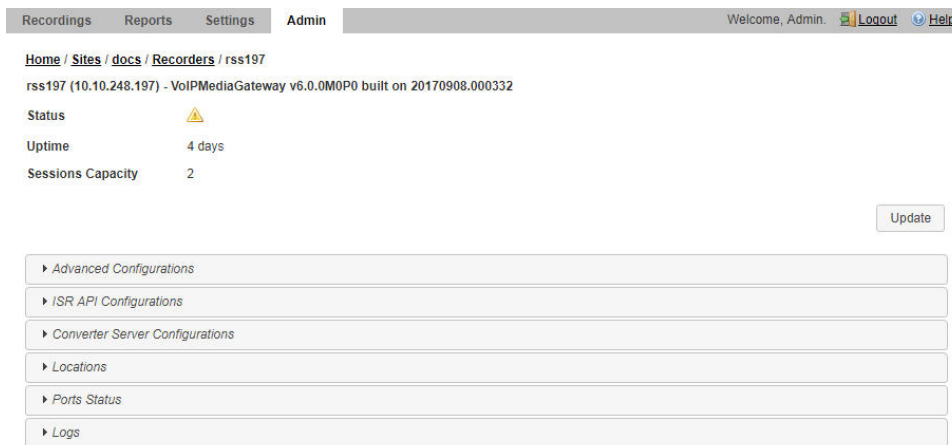 Recordings Reports Settings Admin Welcome, Admin. Logout Help
Home / Sites / docs / Recorders / rss197
rss197 (10.10.248.197) - VoIPMediaGateway v6.0.0M0P0 built on 20170908.000332
Status
Uptime 4 days
Sessions Capacity 2
Update
Advanced Configurations
ISR API Configurations
Converter Server Configurations
Locations
Ports Status
Logs